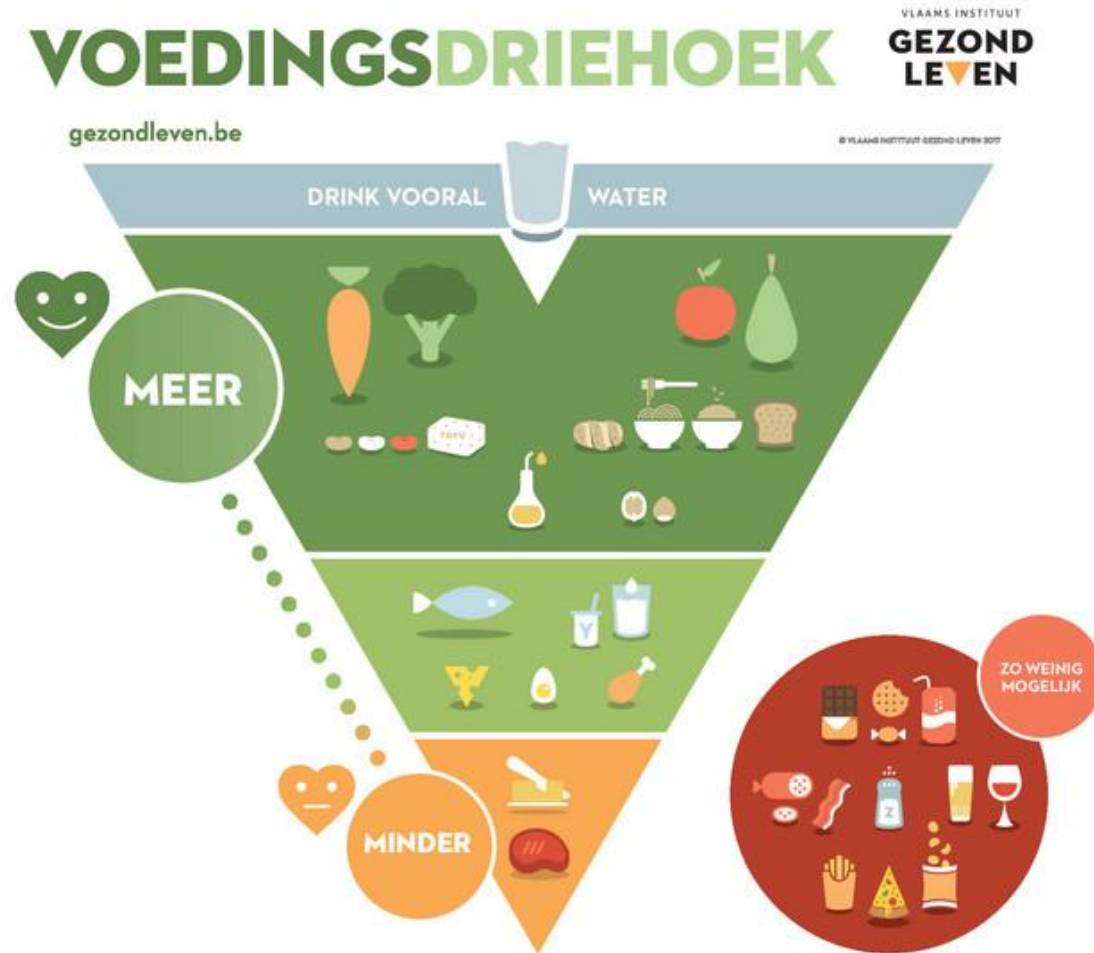 VOEDINGSDRIEHOEK
VLAAMS INSTITUUT
GEZOND
LEVEN
gezondleven.be
© VLAAMS INSTITUUT GEZOND LEVEN 2017
DRINK VOORAL WATER
MEER
TOFU
Y
ZO WEINIG
MOGELIJK
Z
MINDER